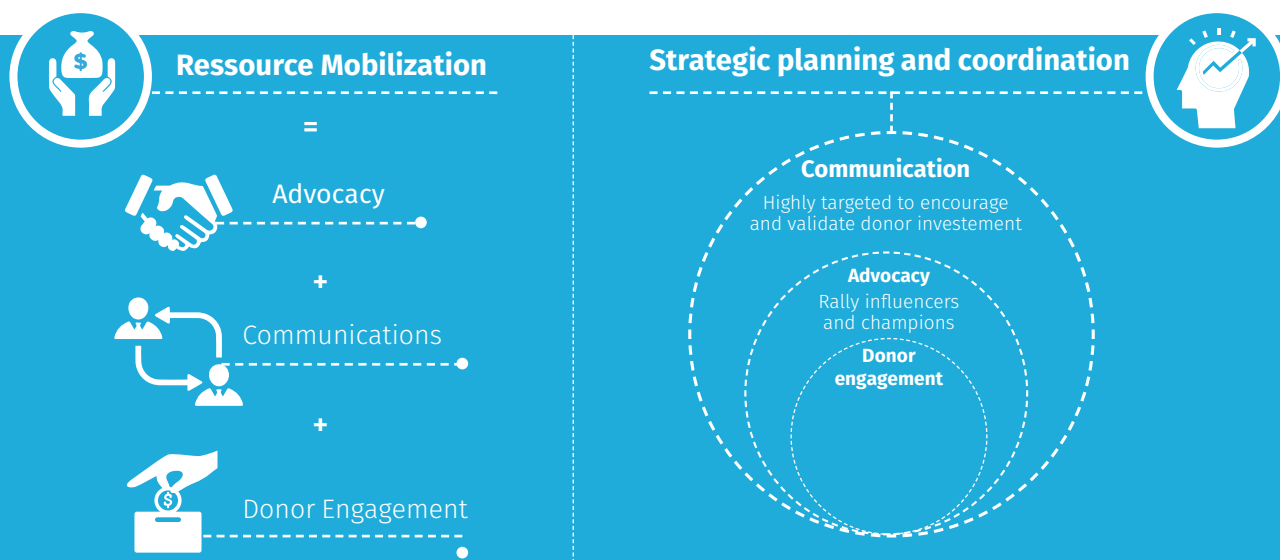 Ressource Mobilization
=
Advocacy
+
Communications
+
Donor Engagement
Strategic planning and coordination
Communication
Highly targeted to encourage
and validate donor investement
Advocacy
Rally influencers
and champions
Donor
engagement
$
$